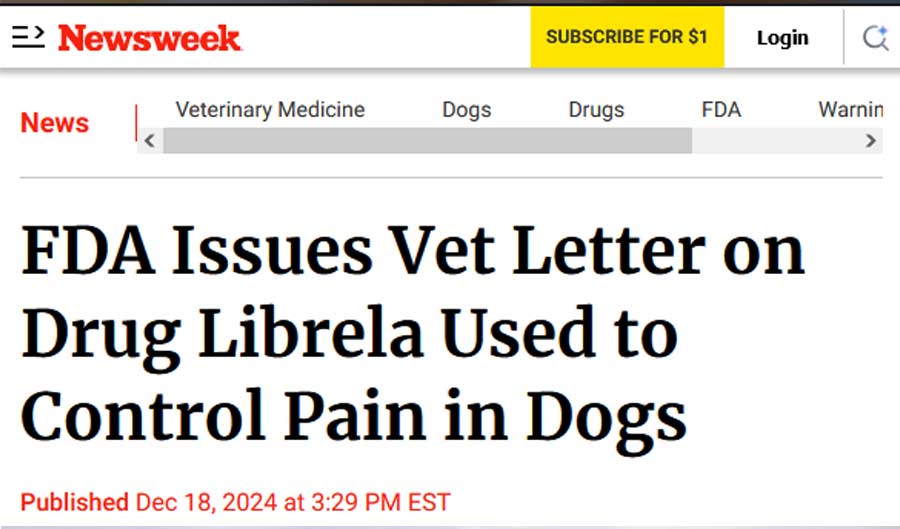 Newsweek SUBSCRIBE FOR $1 Login
News Veterinary Medicine Dogs Drugs FDA Warnin
FDA Issues Vet Letter on
Drug Librela Used to
Control Pain in Dogs
Published Dec 18, 2024 at 3:29 PM EST